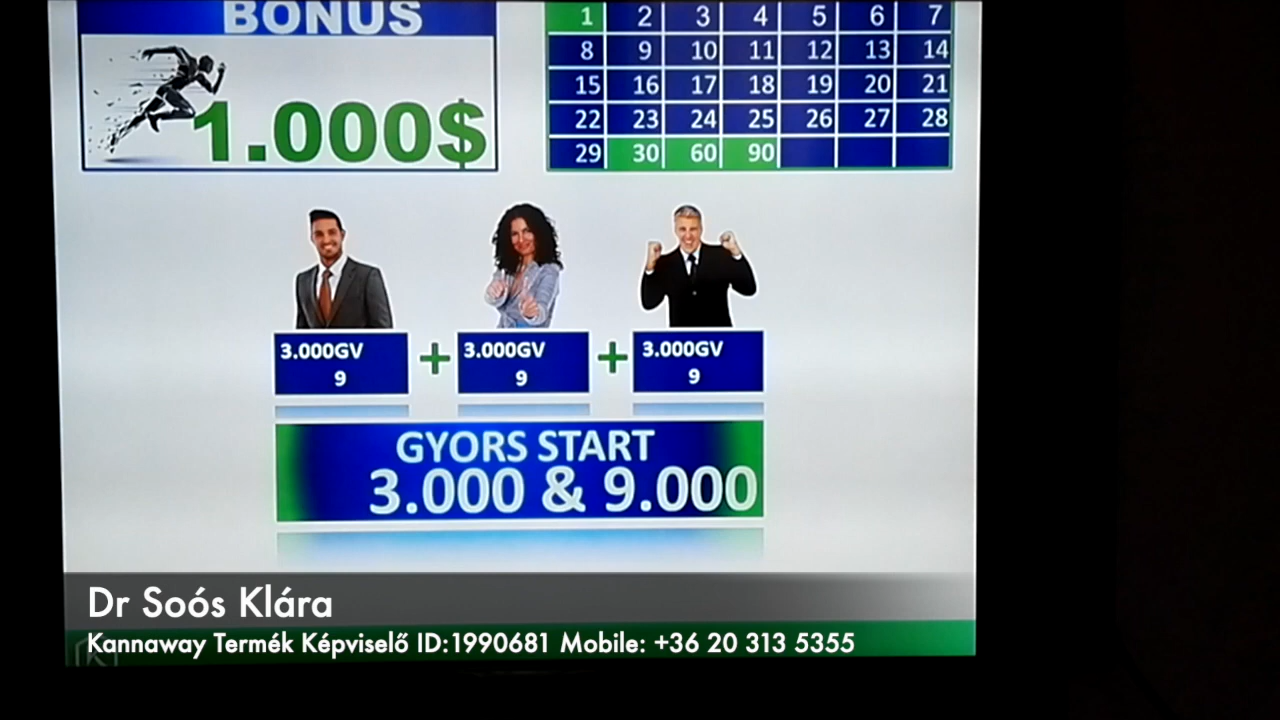 BONUS
1.000$
1 2 3 4 5 6 7
8 9 10 11 12 13 14
15 16 17 18 19 20 21
22 23 24 25 26 27 28
29 30 60 90
3.000GV + 3.000GV + 3.000GV
9 9 9
GYORS START
3.000 & 9.000
Dr Soós Klára
Kannaway Termék Képviselő ID:1990681 Mobile: +36 20 313 5355